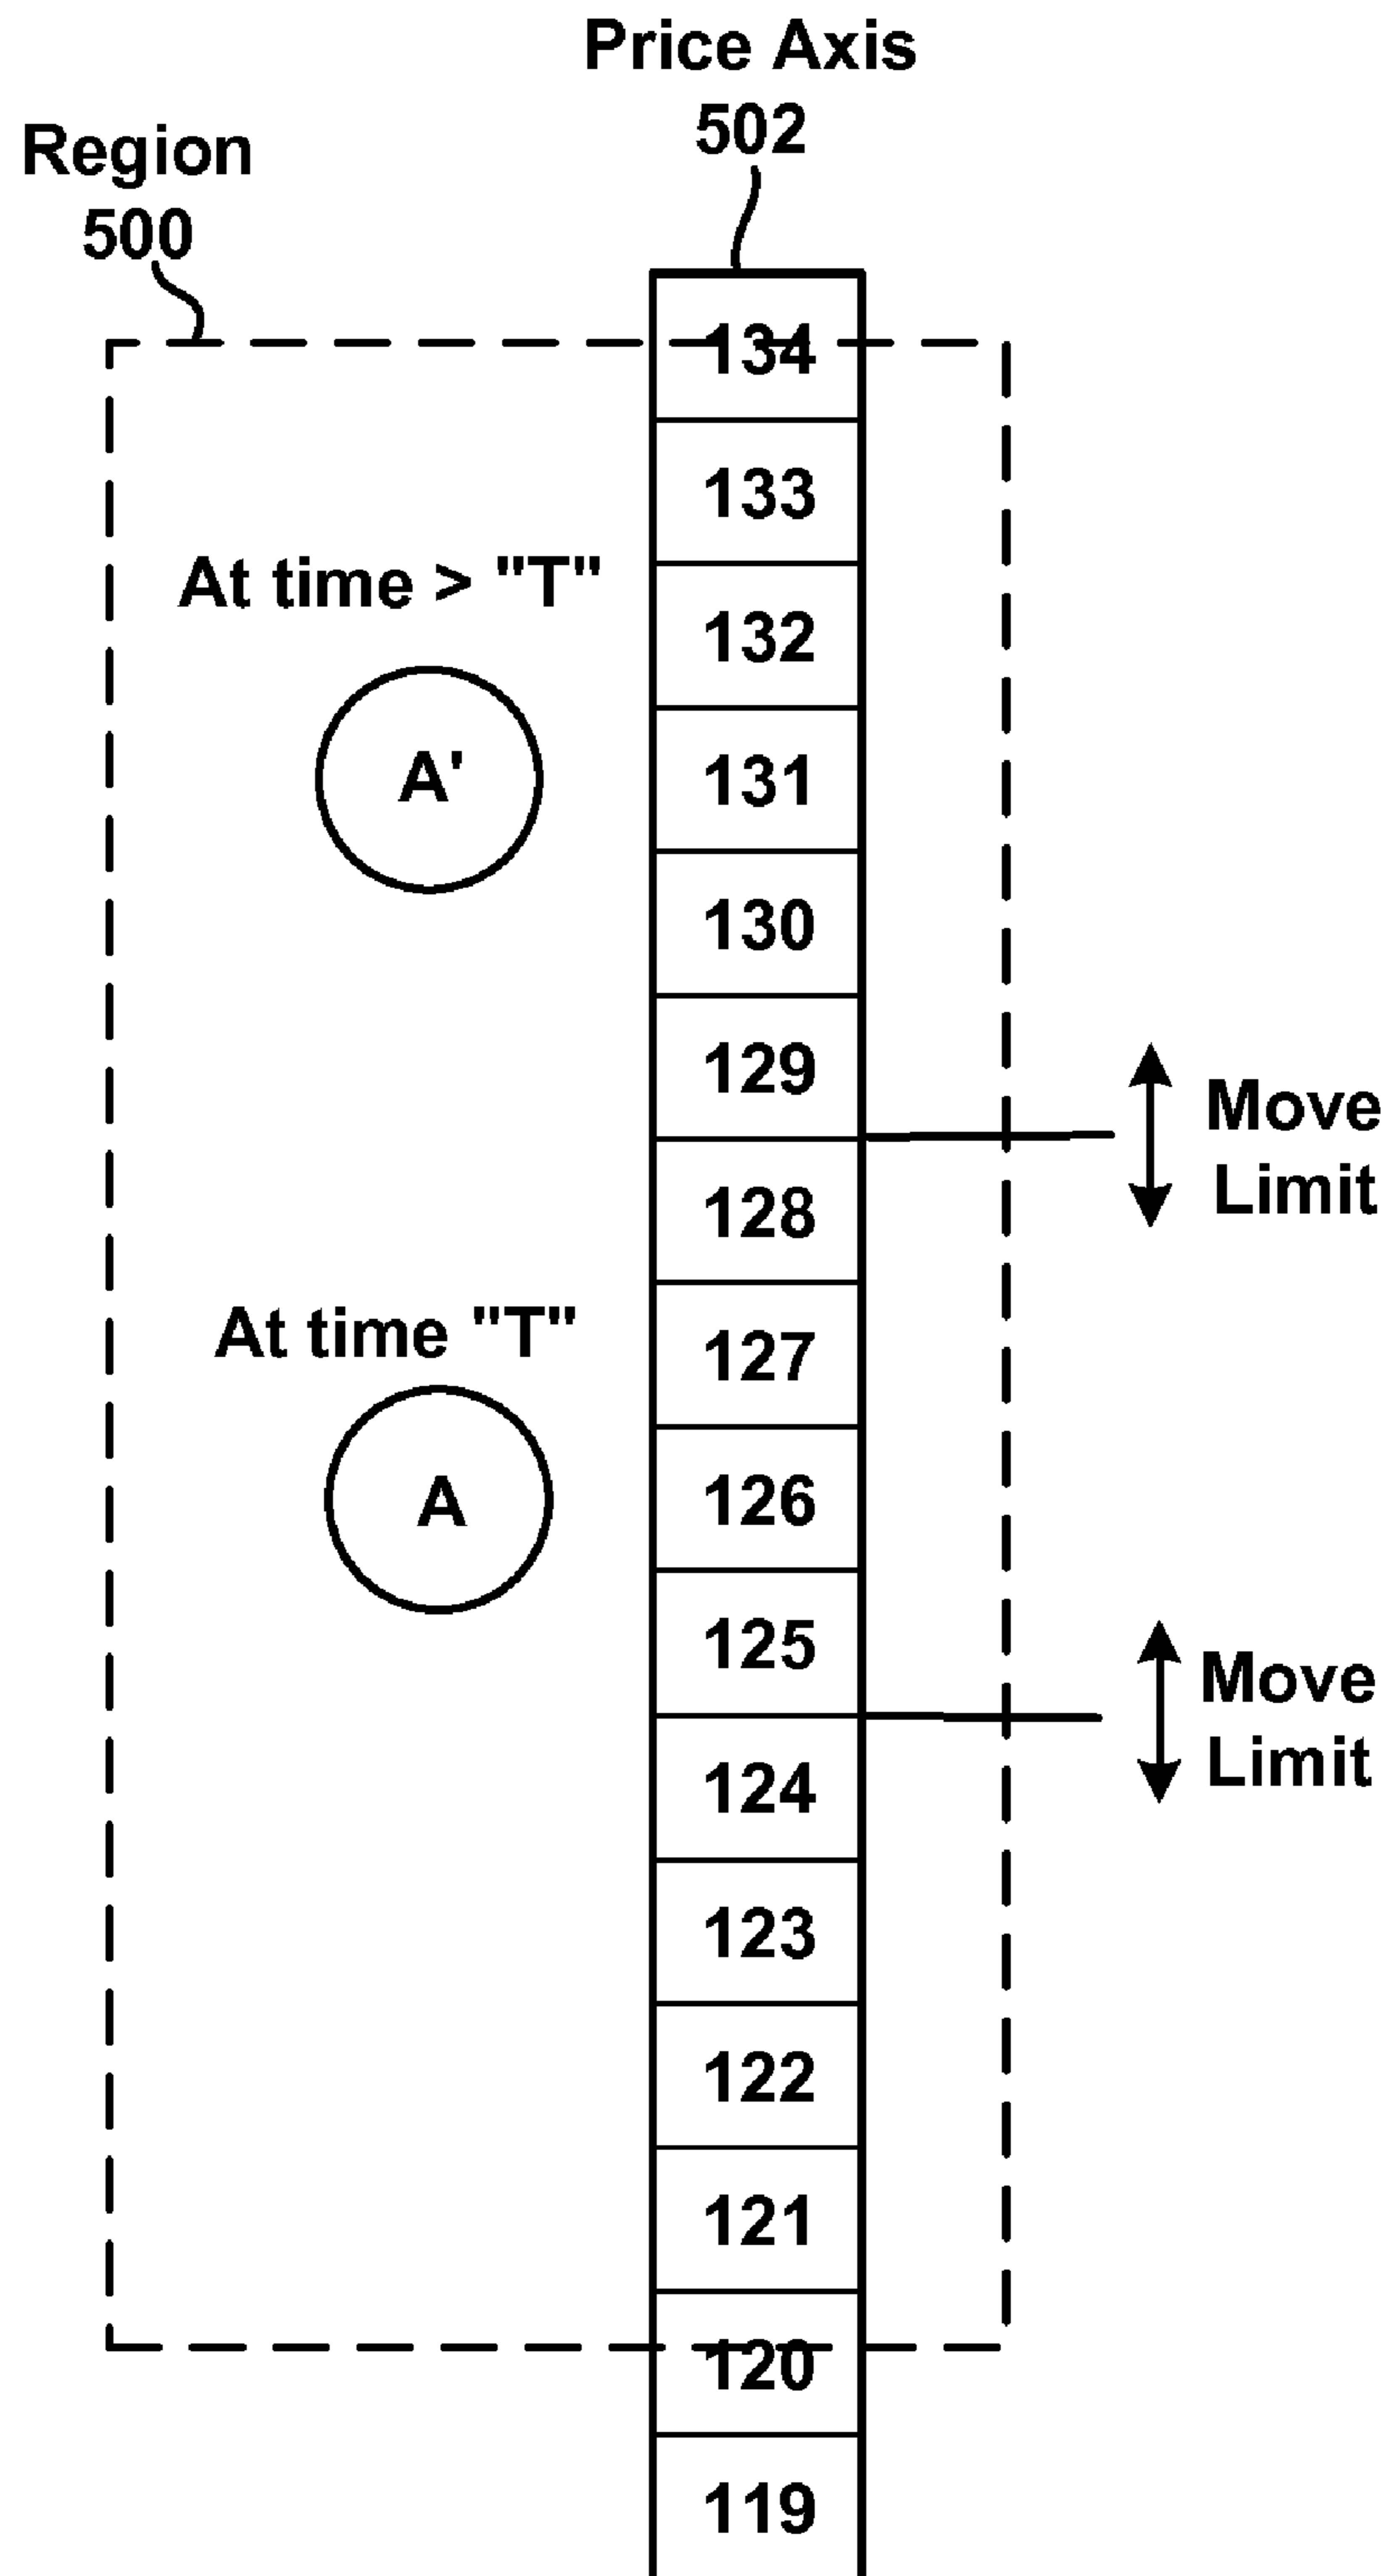 Price Axis
502
Region
500
134
133
At time > "T"
132
A'
131
130
129
Move
Limit
128
At time "T"
127
A
126
125
Move
Limit
124
123
122
121
120
119